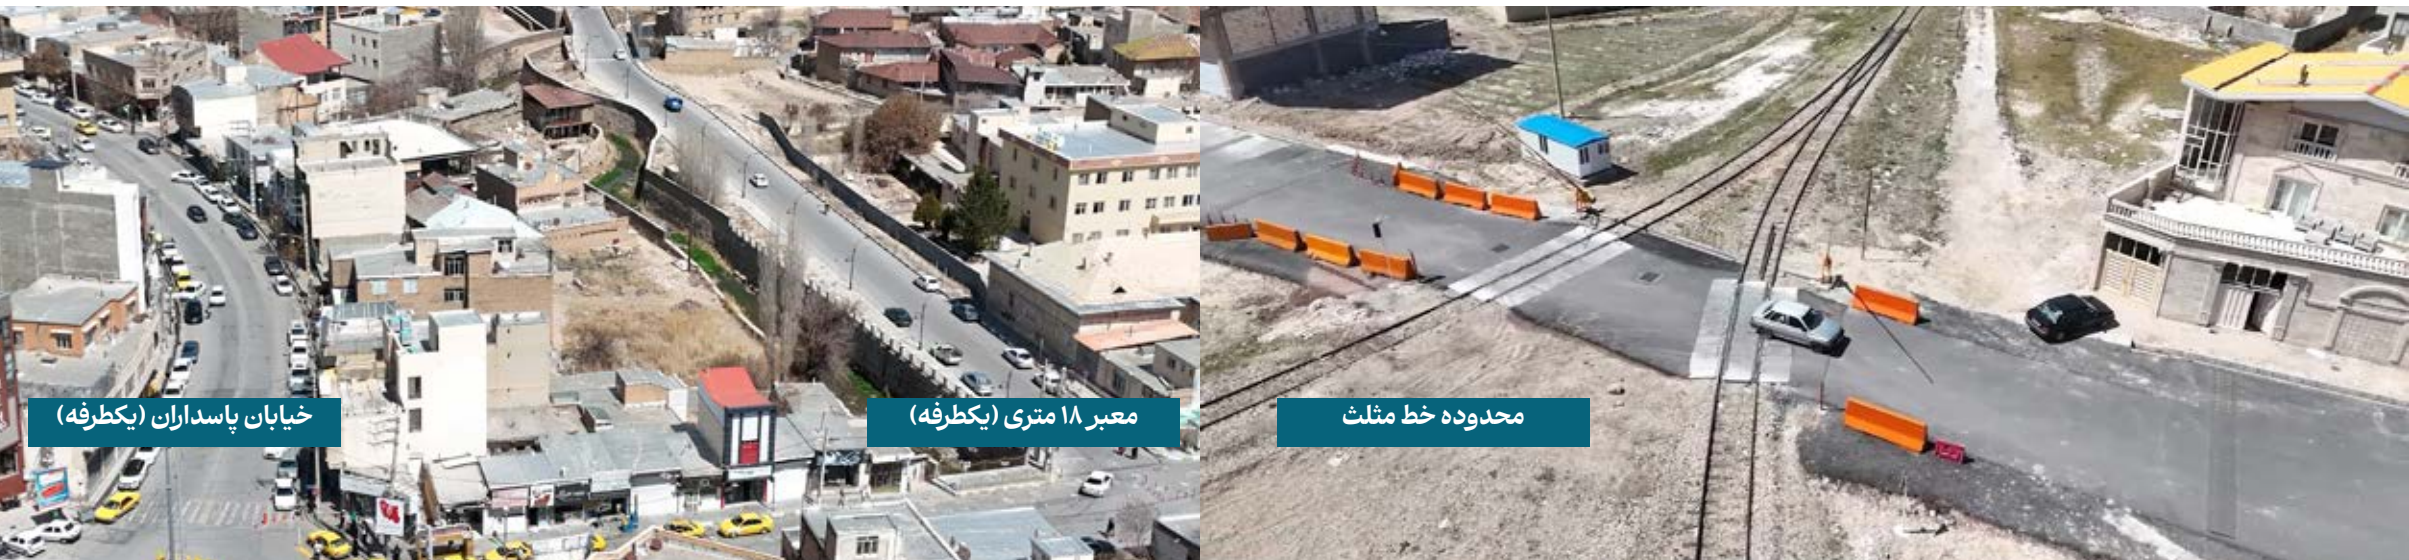 محدوده خط مثلث
معبر ۱۸ متری (یکطرفه)
خیابان پاسداران (یکطرفه)